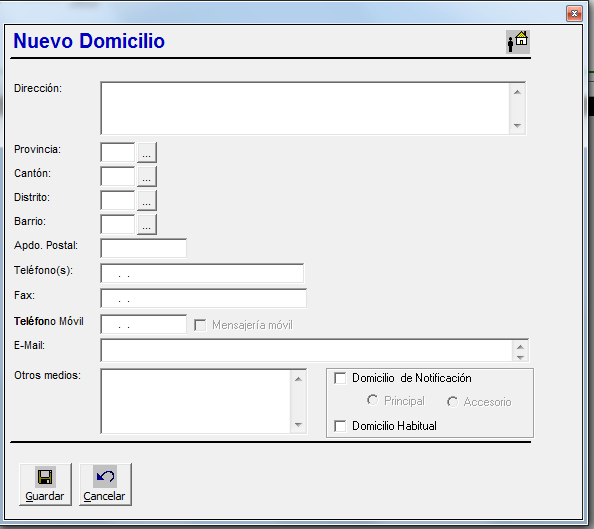 Nuevo Domicilio
Dirección:
Provincia:
...
Cantón:
...
Distrito:
...
Barrio:
...
Apdo. Postal:
Teléfono(s):
. .
Fax:
. .
Teléfono Móvil
. .
Mensajería móvil
E-Mail:
Otros medios:
Domicilio de Notificación
Principal
Accesorio
Domicilio Habitual
Guardar
Cancelar